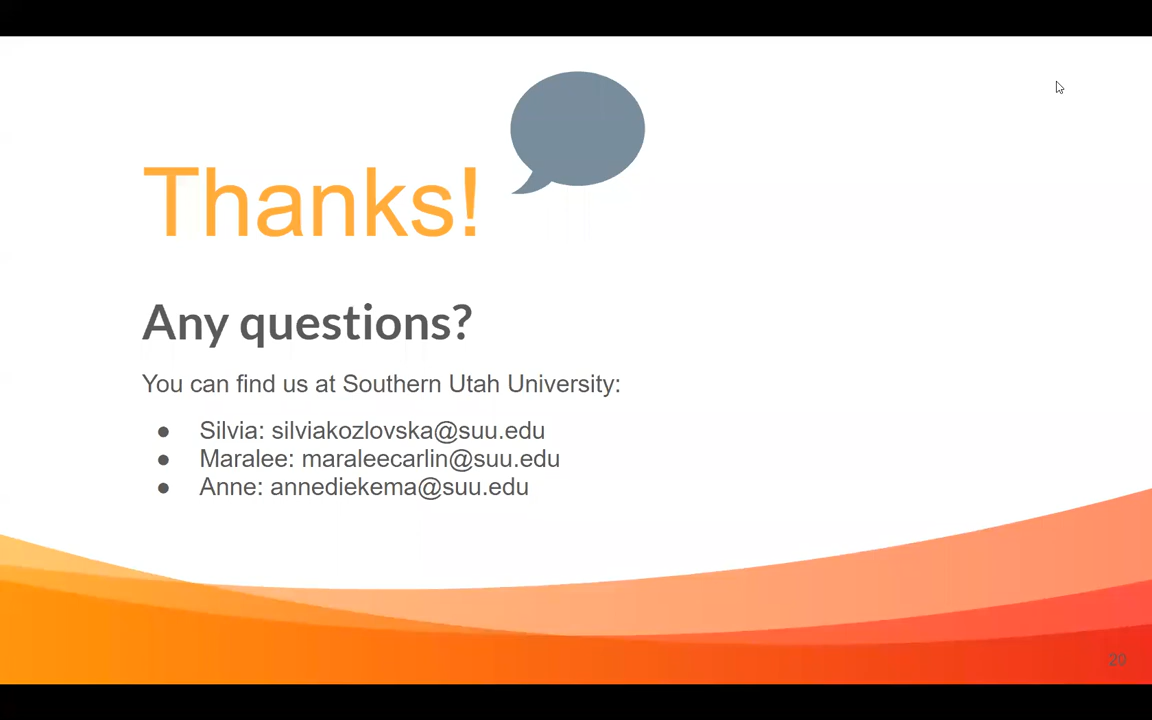 Thanks!
Any questions?
You can find us at Southern Utah University:
● Silvia: silviakozlovska@suu.edu
● Maralee: maraleecarlin@suu.edu
● Anne: annediekema@suu.edu
20